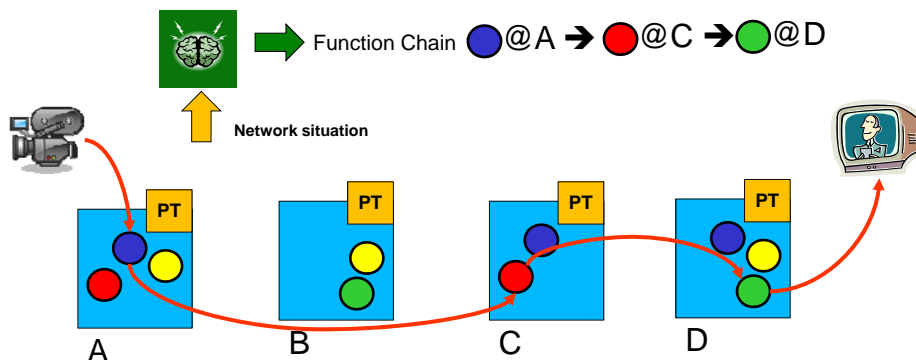 Function Chain @A ➔ @C ➔ @D
Network situation
PT PT PT PT
A B C D